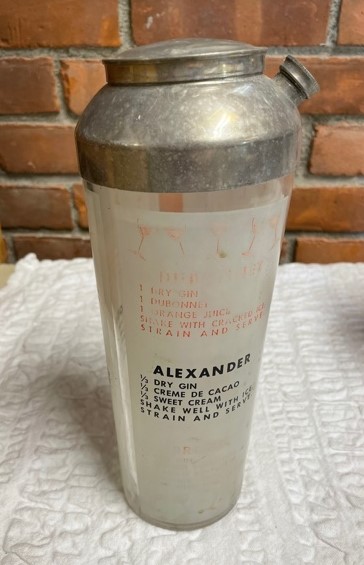 1 DRY GIN
1 DUBONNET
1 ORANGE JUICE
SHAKE WITH CRACKED
STRAIN AND SERVE
ALEXANDER
⅓ DRY GIN
⅓ CREME DE CACAO
⅓ SWEET CREAM
SHAKE WELL WITH ICE
STRAIN AND SERVE